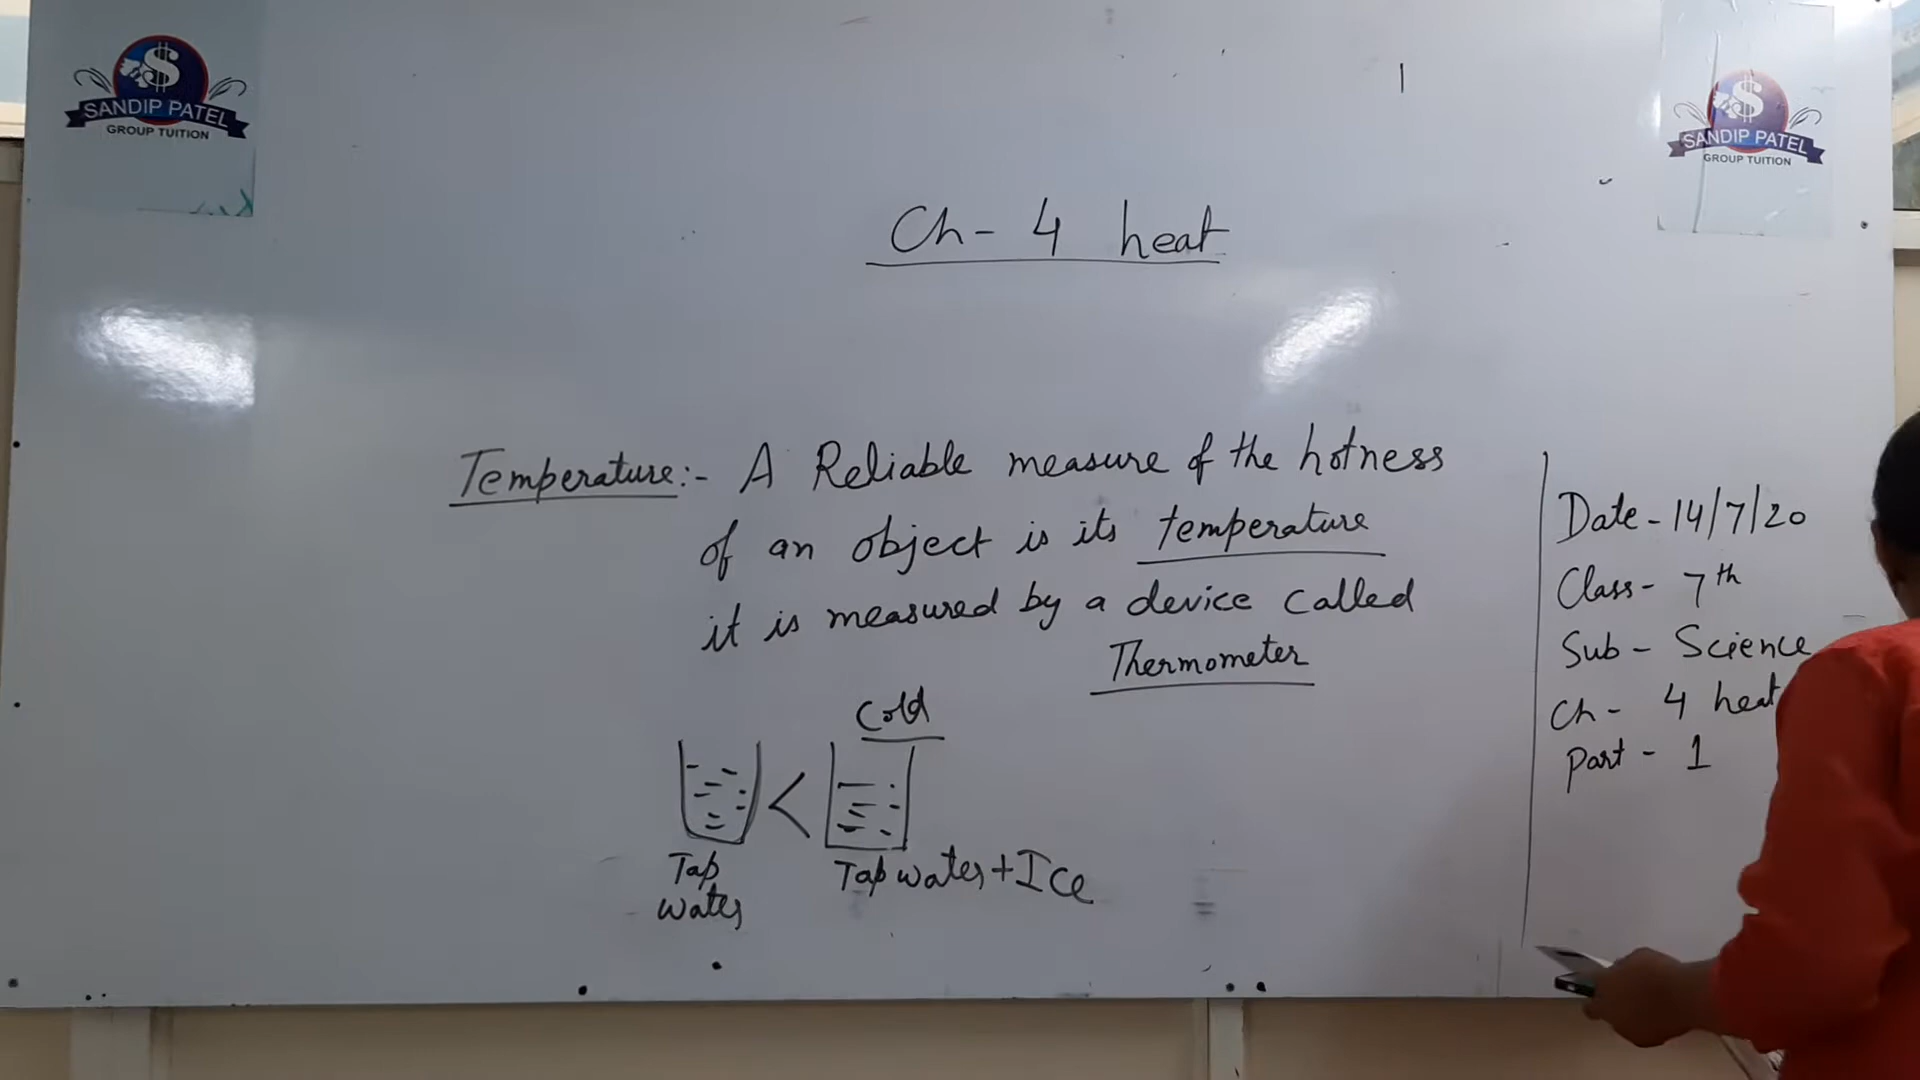 $
SANDIP PATEL
GROUP TUITION
$
SANDIP PATEL
GROUP TUITION
Ch- 4 heat
Temperature:- A Reliable measure of the hotness
of an object is its temperature
it is measured by a device called
Thermometer
Cold
<
Tap
water
Tap water + Ice
Date - 14/7/20
Class - 7th
Sub - Science
Ch - 4 heat
Part - 1